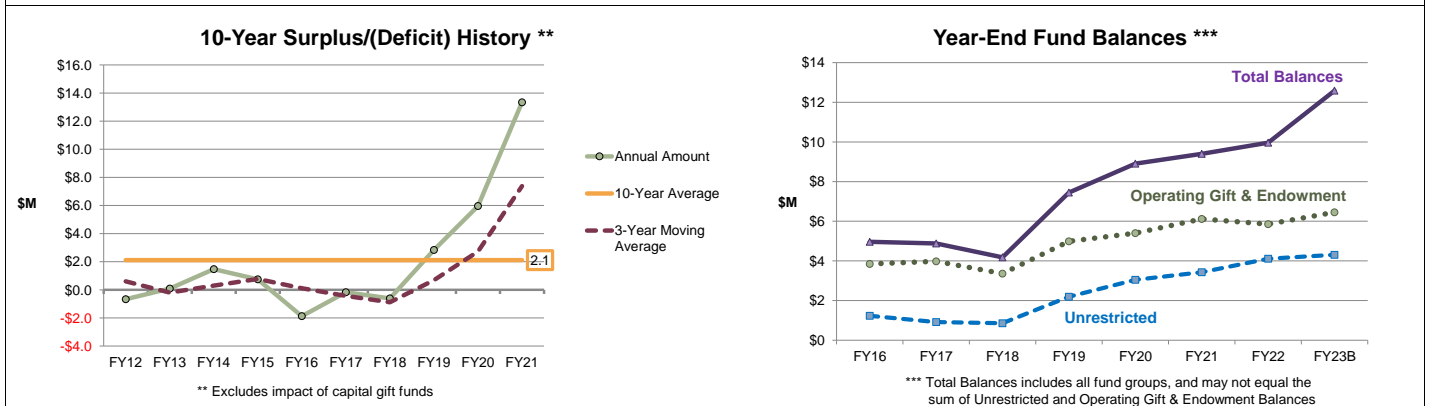 10-Year Surplus/(Deficit) History **
$16.0
$14.0
$12.0
$10.0
$8.0
$6.0
$4.0
$2.0
$0.0
-$2.0
-$4.0
$M
2.1
FY12 FY13 FY14 FY15 FY16 FY17 FY18 FY19 FY20 FY21
** Excludes impact of capital gift funds
Annual Amount
10-Year Average
3-Year Moving
Average
Year-End Fund Balances ***
$14
$12
$10
$8
$6
$4
$2
$0
$M
Total Balances
Operating Gift & Endowment
Unrestricted
FY16 FY17 FY18 FY19 FY20 FY21 FY22 FY23B
*** Total Balances includes all fund groups, and may not equal the
sum of Unrestricted and Operating Gift & Endowment Balances